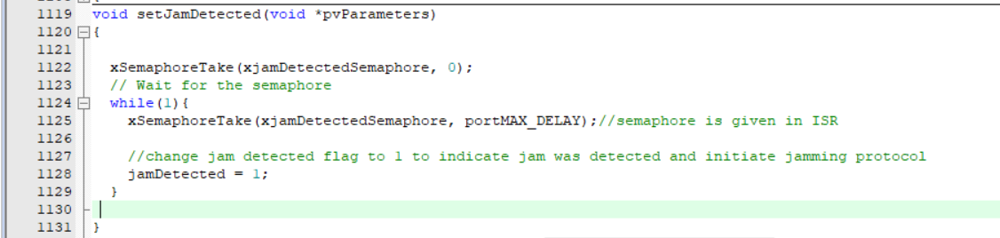 1119 void setJamDetected(void *pvParameters)
1120 {
1121
1122 xSemaphoreTake(xjamDetectedSemaphore, 0);
1123 // Wait for the semaphore
1124 while(1){
1125 xSemaphoreTake(xjamDetectedSemaphore, portMAX_DELAY);//semaphore is given in ISR
1126
1127 //change jam detected flag to 1 to indicate jam was detected and initiate jamming protocol
1128 jamDetected = 1;
1129 }
1130
1131 }